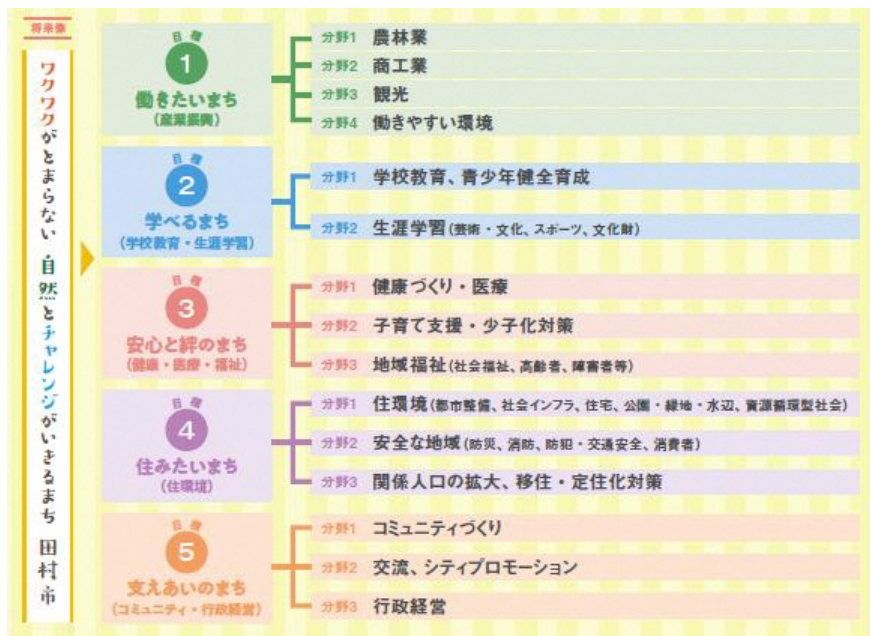 将来像
ワクワクがとまらない 自然とチャレンジがいきるまち 田村市
目標
1
働きたいまち
(産業振興)
分野1 農林業
分野2 商工業
分野3 観光
分野4 働きやすい環境
目標
2
学べるまち
(学校教育・生涯学習)
分野1 学校教育、青少年健全育成
分野2 生涯学習(芸術・文化、スポーツ、文化財)
目標
3
安心と絆のまち
(健康・医療・福祉)
分野1 健康づくり・医療
分野2 子育て支援・少子化対策
分野3 地域福祉(社会福祉、高齢者、障害者等)
目標
4
住みたいまち
(住環境)
分野1 住環境(都市整備、社会インフラ、住宅、公園・緑地・水辺、資源循環型社会)
分野2 安全な地域(防災、消防、防犯・交通安全、消費者)
分野3 関係人口の拡大、移住・定住化対策
目標
5
支えあいのまち
(コミュニティ・行政経営)
分野1 コミュニティづくり
分野2 交流、シティプロモーション
分野3 行政経営